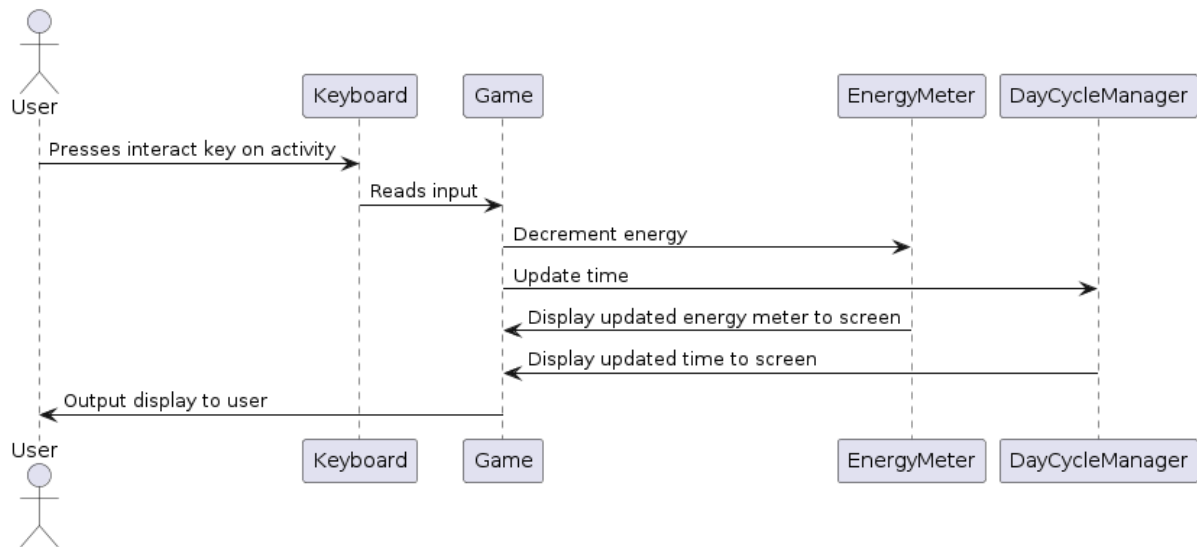 User
Keyboard
Game
EnergyMeter
DayCycleManager
Presses interact key on activity
Reads input
Decrement energy
Update time
Display updated energy meter to screen
Display updated time to screen
Output display to user
User
Keyboard
Game
EnergyMeter
DayCycleManager